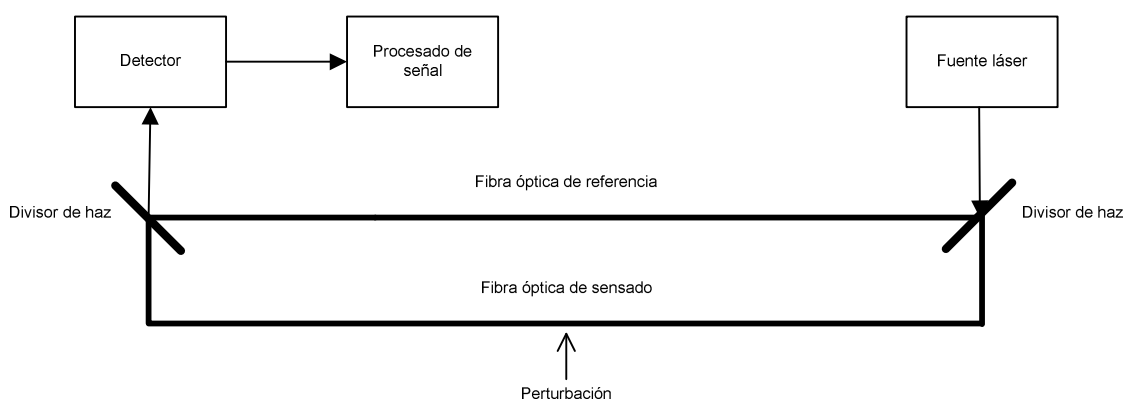 Detector
Procesado de
señal
Fuente láser
Fibra óptica de referencia
Divisor de haz
Divisor de haz
Fibra óptica de sensado
Perturbación